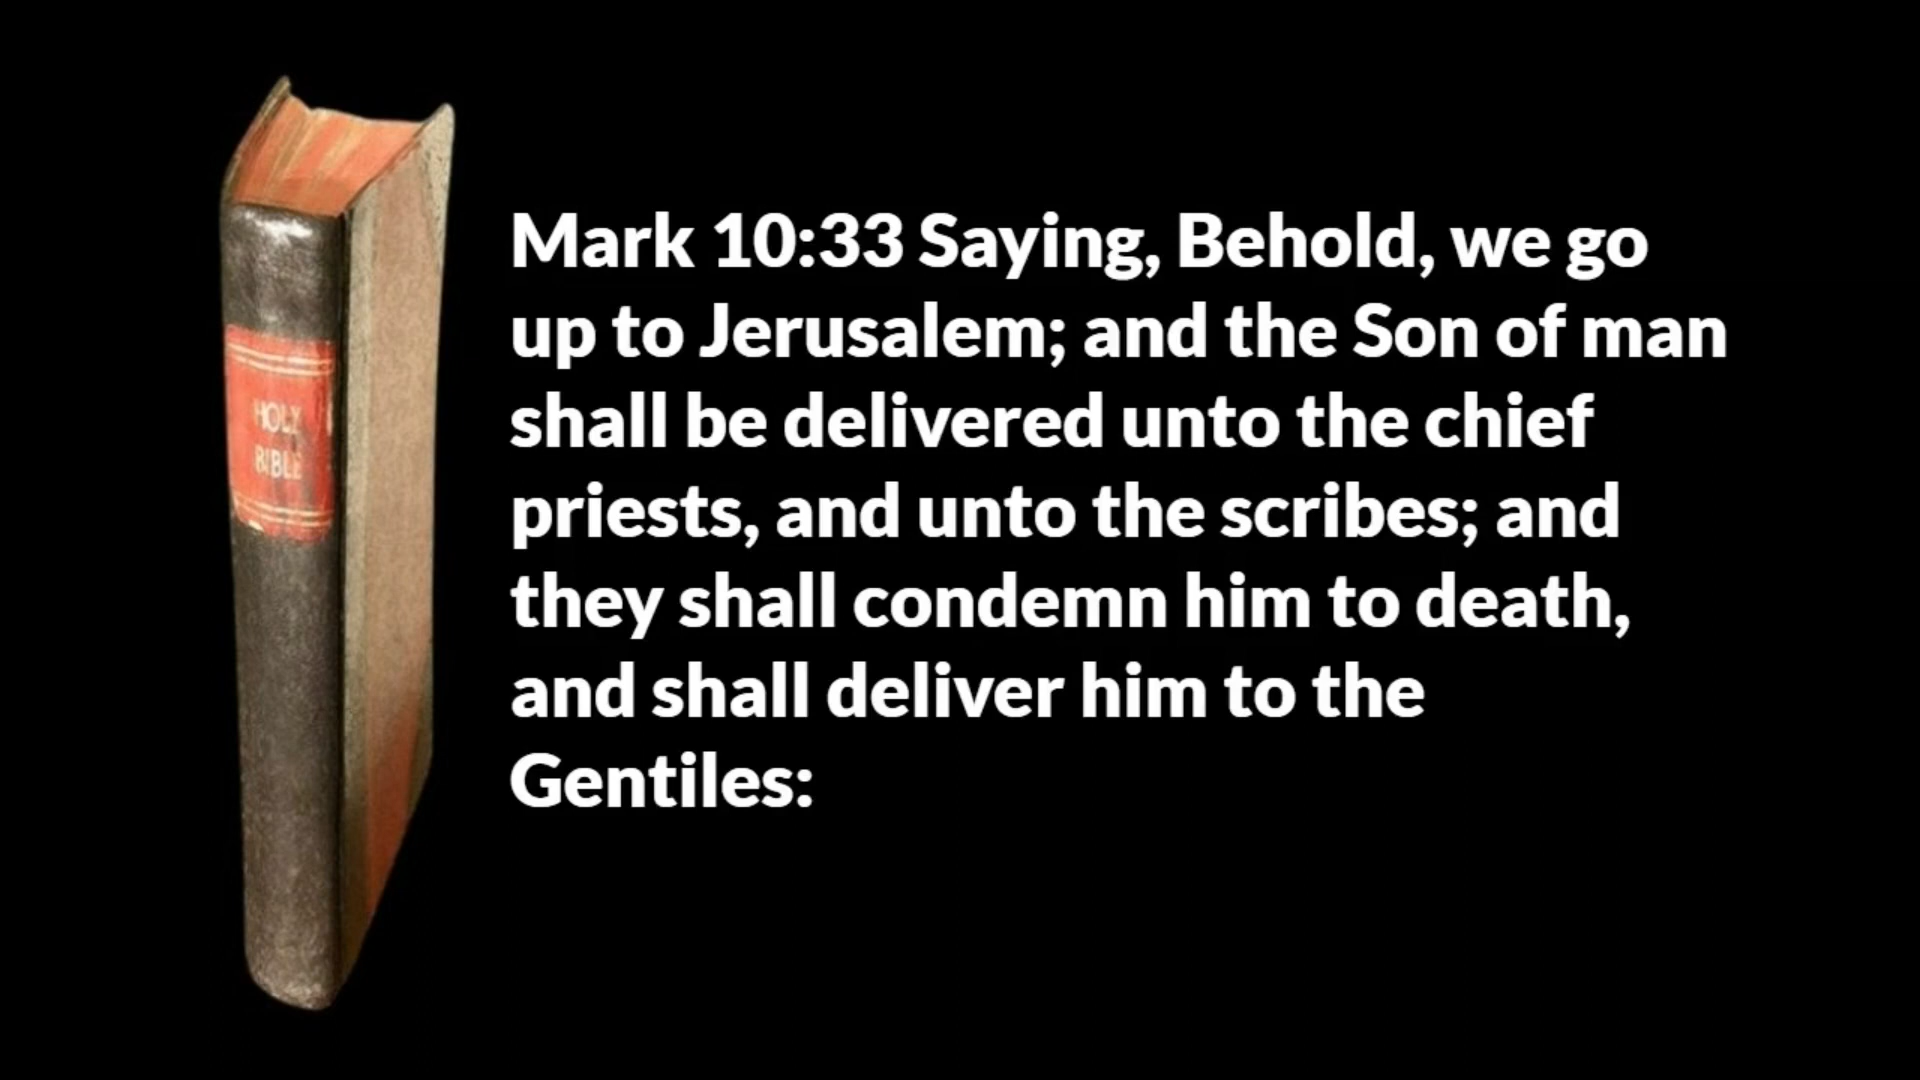 HOLY
BIBLE
Mark 10:33 Saying, Behold, we go
up to Jerusalem; and the Son of man
shall be delivered unto the chief
priests, and unto the scribes; and
they shall condemn him to death,
and shall deliver him to the
Gentiles: